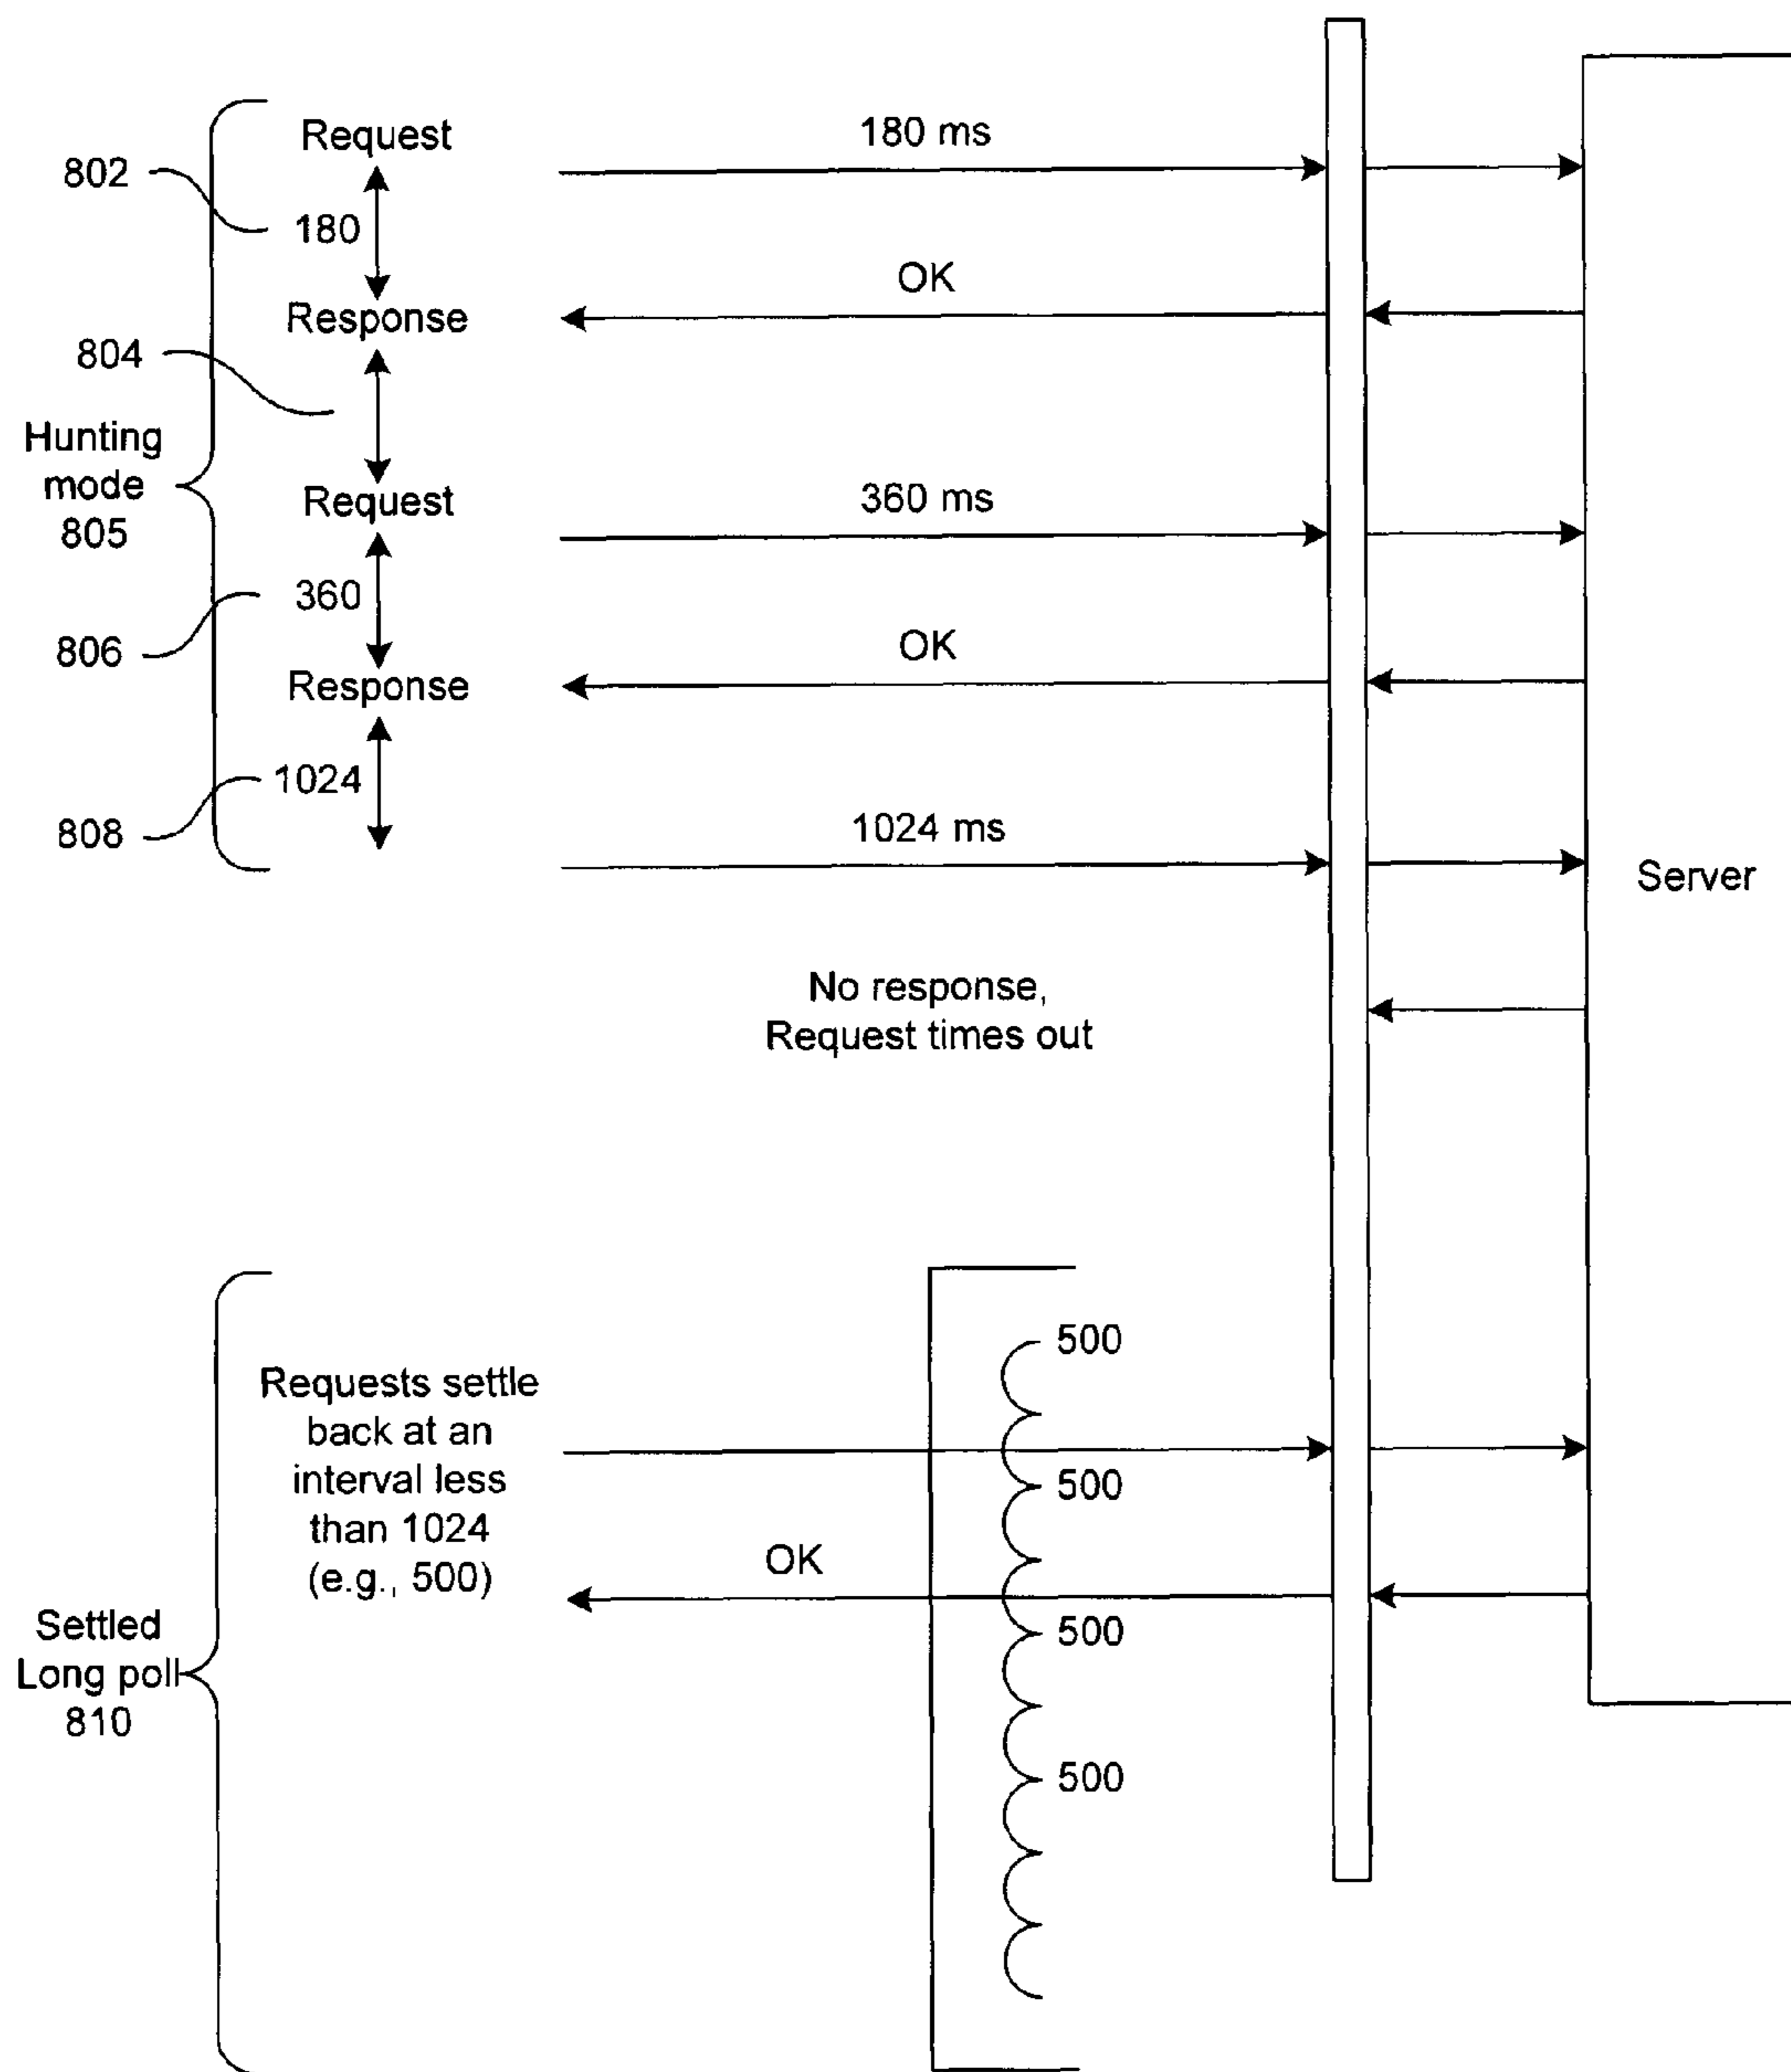 Request
180 ms
802
180
OK
Response
804
Hunting
mode
805
Request
360 ms
360
806
OK
Response
1024
808
1024 ms
Server
No response,
Request times out
500
Requests settle
back at an
interval less
than 1024
(e.g., 500)
500
OK
Settled
Long poll
810
500
500